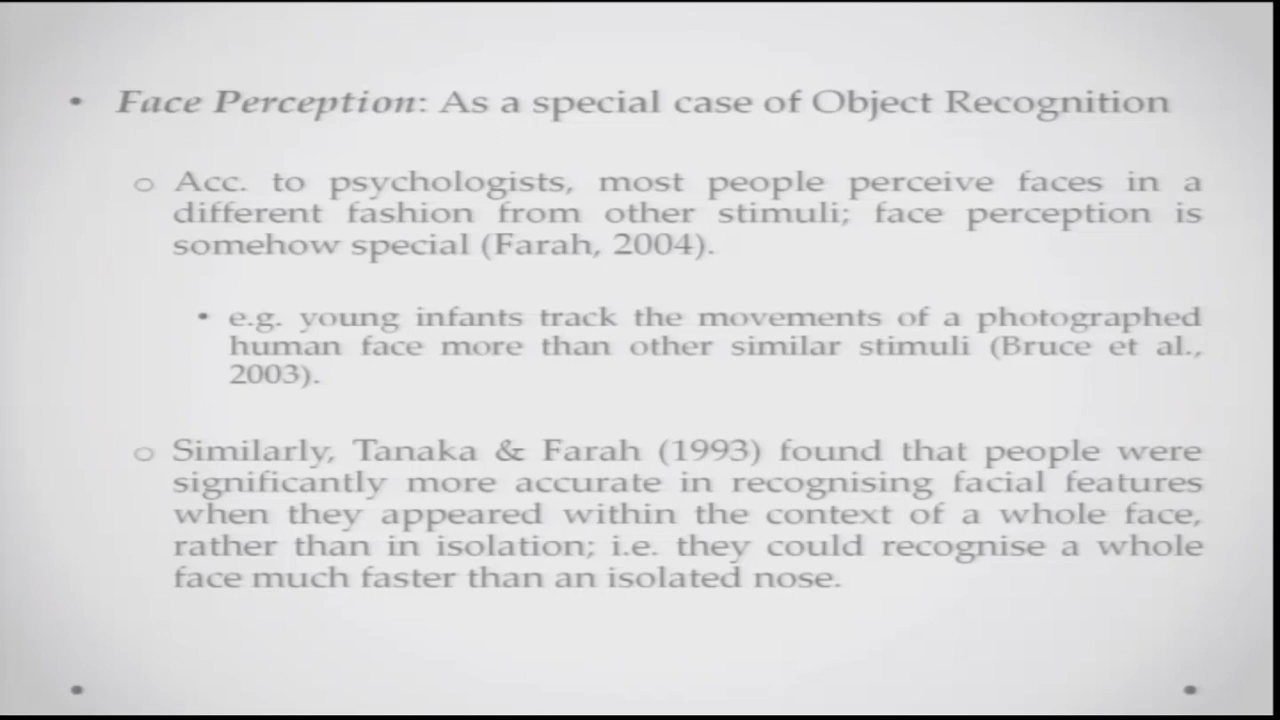 • Face Perception: As a special case of Object Recognition
○ Acc. to psychologists, most people perceive faces in a
different fashion from other stimuli; face perception is
somehow special (Farah, 2004).
• e.g. young infants track the movements of a photographed
human face more than other similar stimuli (Bruce et al.,
2003).
○ Similarly, Tanaka & Farah (1993) found that people were
significantly more accurate in recognising facial features
when they appeared within the context of a whole face,
rather than in isolation; i.e. they could recognise a whole
face much faster than an isolated nose.